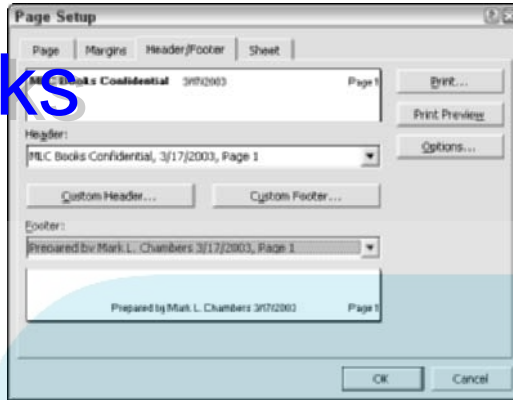 Page Setup
Page Margins Header/Footer Sheet
ks
MLC Books Confidential 3/17/2003 Page 1
Print...
Print Preview
Options...
Header:
MLC Books Confidential, 3/17/2003, Page 1
Custom Header... Custom Footer...
Footer:
Prepared by Mark L. Chambers 3/17/2003, Page 1
Prepared by Mark L. Chambers 3/17/2003 Page 1
OK Cancel